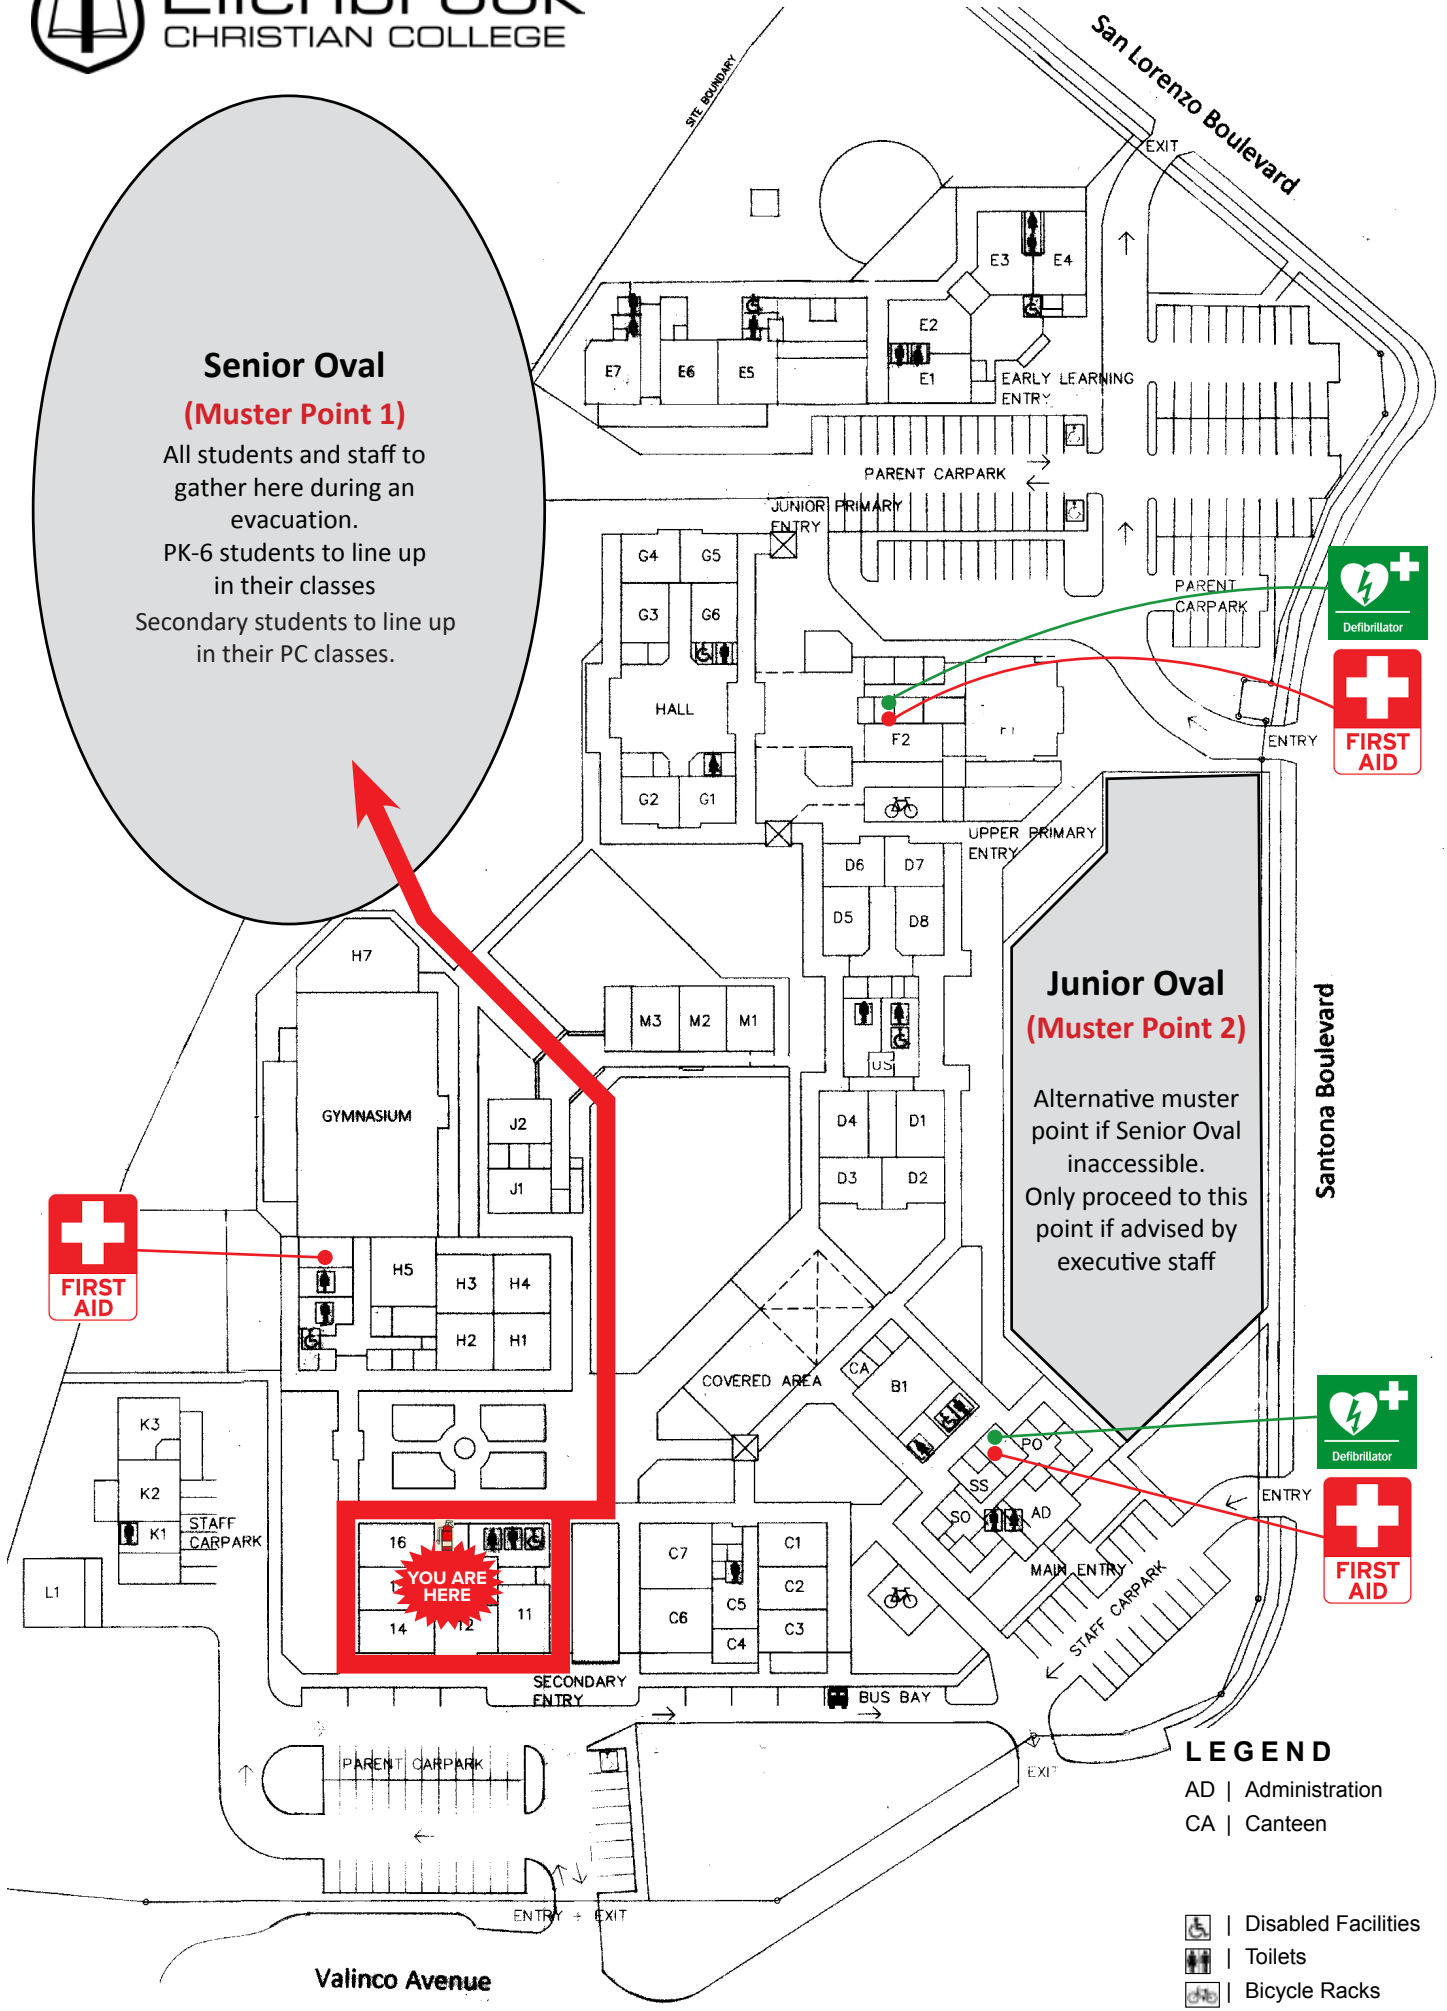 CHRISTIAN COLLEGE
SITE BOUNDARY
San Lorenzo Boulevard
EXIT
E3
E4
E2
E1
E7
E6
E5
EARLY LEARNING
ENTRY
PARENT CARPARK
JUNIOR PRIMARY
ENTRY
Senior Oval
(Muster Point 1)
All students and staff to
gather here during an
evacuation.
PK-6 students to line up
in their classes
Secondary students to line up
in their PC classes.
G4
G5
G3
G6
HALL
G2
G1
PARENT
CARPARK
Defibrillator
FIRST
AID
ENTRY
F2
F1
UPPER PRIMARY
ENTRY
D6
D7
D5
D8
US
D4
D1
D3
D2
Junior Oval
(Muster Point 2)
Alternative muster
point if Senior Oval
inaccessible.
Only proceed to this
point if advised by
executive staff
Santona Boulevard
H7
M3
M2
M1
GYMNASIUM
J2
J1
FIRST
AID
H5
H3
H4
H2
H1
COVERED AREA
CA
B1
PO
SS
SO
AD
MAIN ENTRY
STAFF CARPARK
ENTRY
Defibrillator
FIRST
AID
K3
K2
K1
STAFF
CARPARK
L1
16
YOU ARE
HERE
14
12
11
C7
C6
C5
C4
C1
C2
C3
SECONDARY
ENTRY
BUS BAY
PARENT CARPARK
EXIT
ENTRY + EXIT
Valinco Avenue
LEGEND
AD | Administration
CA | Canteen
| Disabled Facilities
| Toilets
| Bicycle Racks